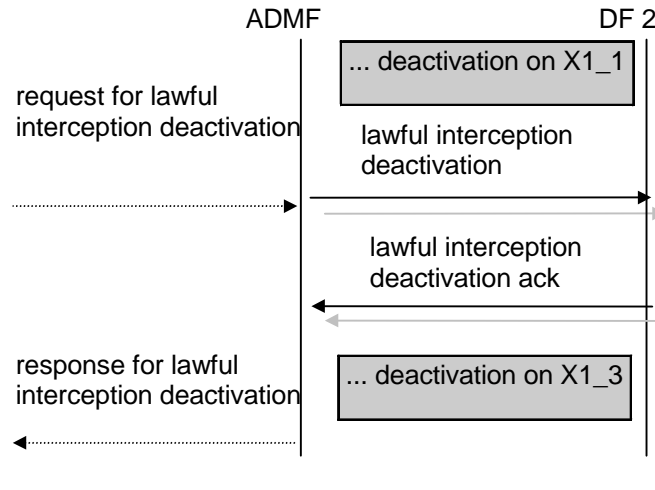 ADMF
DF 2
... deactivation on X1_1
request for lawful
interception deactivation
lawful interception
deactivation
lawful interception
deactivation ack
response for lawful
interception deactivation
... deactivation on X1_3